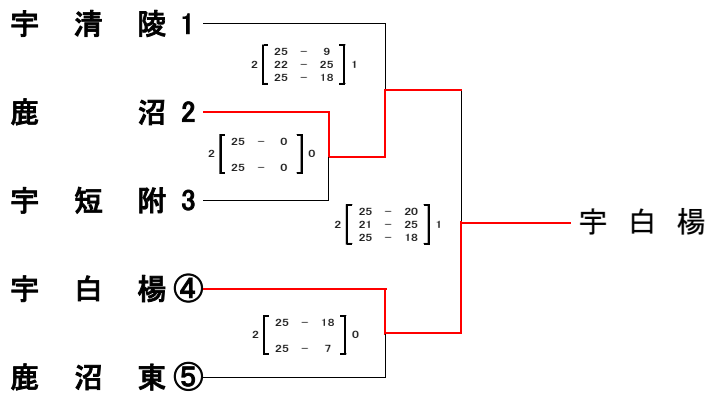 宇清陵 1
2 25 - 9 1
22 - 25
25 - 18
鹿沼 2
2 25 - 0 0
25 - 0
宇短附 3
2 25 - 20 1
21 - 25
25 - 18
宇白楊
宇白楊 ④
2 25 - 18 0
25 - 7
鹿沼東 ⑤